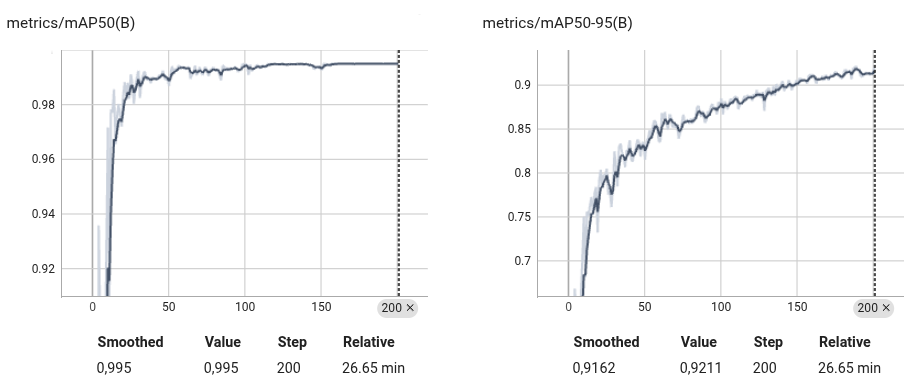 metrics/mAP50(B)
0.98
0.96
0.94
0.92
0 50 100 150 200 ×
Smoothed Value Step Relative
0,995 0,995 200 26.65 min
metrics/mAP50-95(B)
0.9
0.85
0.8
0.75
0.7
0 50 100 150 200 ×
Smoothed Value Step Relative
0,9162 0,9211 200 26.65 min